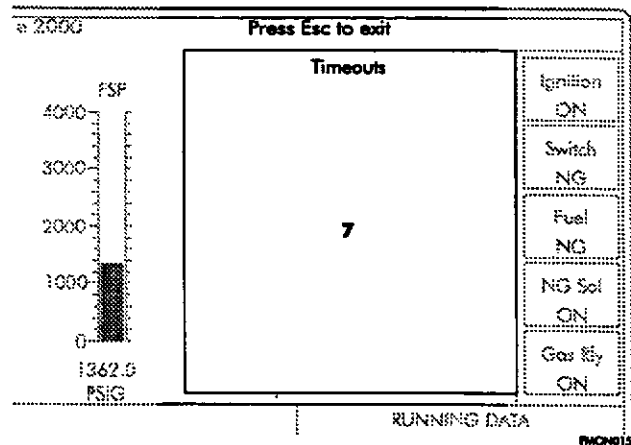 e 2000
Press Esc to exit
Timeouts
7
FSP
4000
3000
2000
1000
0
1362.0
PSIG
Ignition
ON
Switch
NG
Fuel
NG
NG Sol
ON
Gas Rly
ON
RUNNING DATA
FMON015